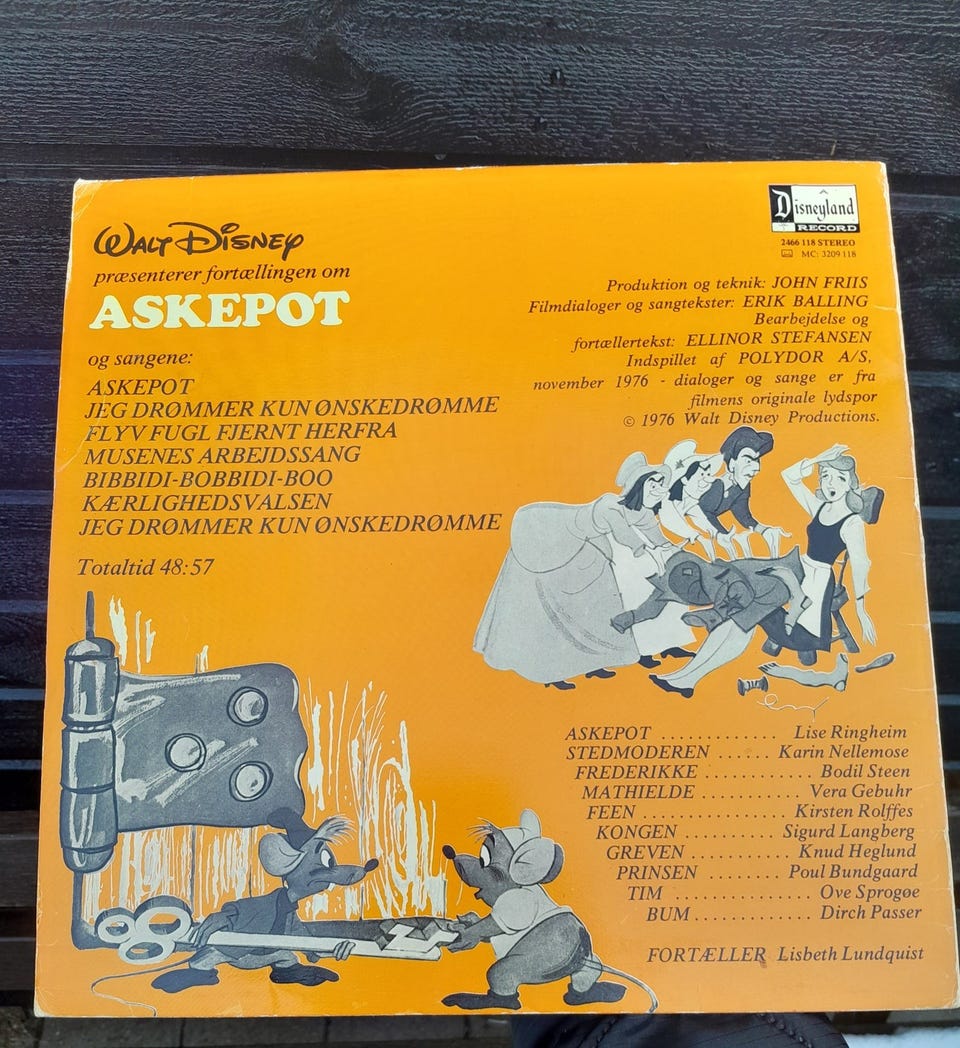 Walt Disney
præsenterer fortællingen om
ASKEPOT
og sangene:
ASKEPOT
JEG DRØMMER KUN ØNSKEDRØMME
FLYV FUGL FJERNT HERFRA
MUSENES ARBEJDSSANG
BIBBIDI-BOBBIDI-BOO
KÆRLIGHEDSVALSEN
JEG DRØMMER KUN ØNSKEDRØMME
Totaltid 48:57
Disneyland
RECORD
2466 118 STEREO
MC: 3209 118
Produktion og teknik: JOHN FRIIS
Filmdialoger og sangtekster: ERIK BALLING
Bearbejdelse og
fortællertekst: ELLINOR STEFANSEN
Indspillet af POLYDOR A/S,
november 1976 - dialoger og sange er fra
filmens originale lydspor
© 1976 Walt Disney Productions.
ASKEPOT ............ Lise Ringheim
STEDMODEREN ...... Karin Nellemose
FREDERIKKE ............ Bodil Steen
MATHIELDE ........... Vera Gebuhr
FEEN ................ Kirsten Rolffes
KONGEN .......... Sigurd Langberg
GREVEN ........... Knud Heglund
PRINSEN ........ Poul Bundgaard
TIM ............... Ove Sprogøe
BUM ............. Dirch Passer
FORTÆLLER Lisbeth Lundquist